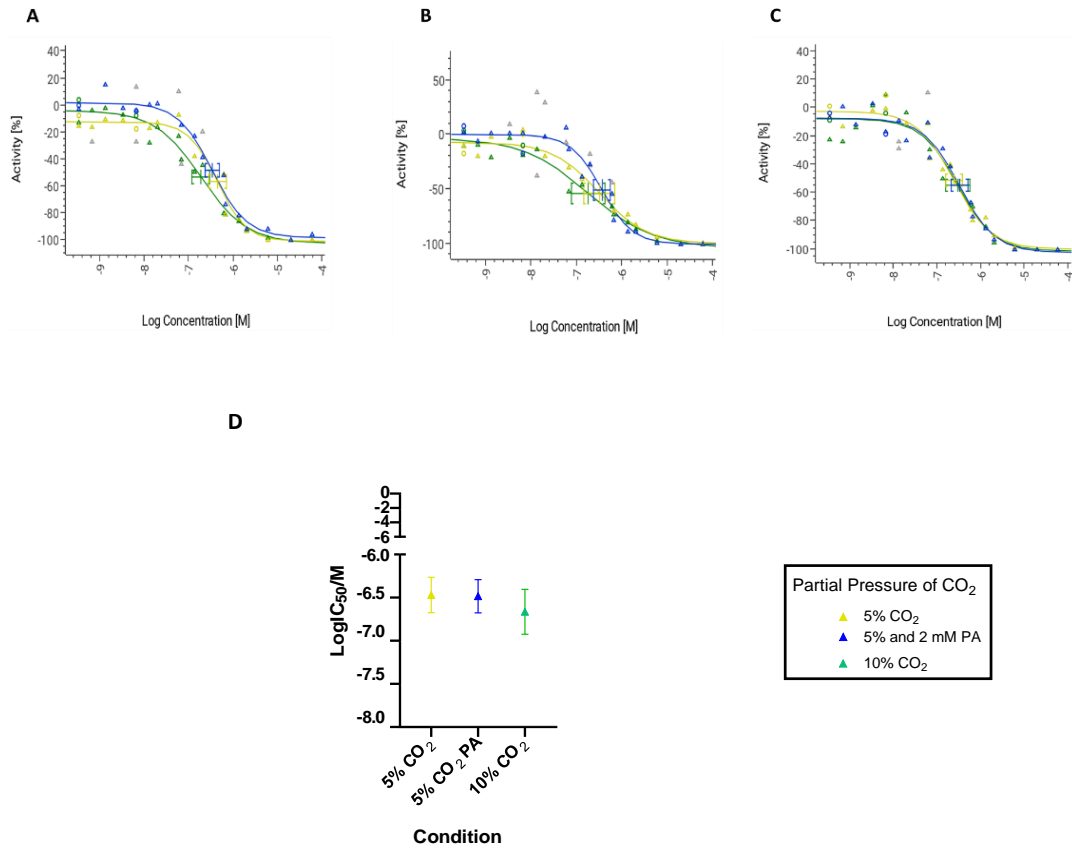 A
B
C
Activity [%]
40
20
0
-20
-40
-60
-80
-100
-9
-8
-7
-6
-5
-4
Log Concentration [M]
Activity [%]
50
0
-50
-100
-9
-8
-7
-6
-5
-4
Log Concentration [M]
Activity [%]
40
20
0
-20
-40
-60
-80
-100
-9
-8
-7
-6
-5
-4
Log Concentration [M]
D
LogIC50/M
0
-2
-4
-6
-6.0
-6.5
-7.0
-7.5
-8.0
5% CO2
5% CO2 PA
10% CO2
Condition
Partial Pressure of CO2
5% CO2
5% and 2 mM PA
10% CO2